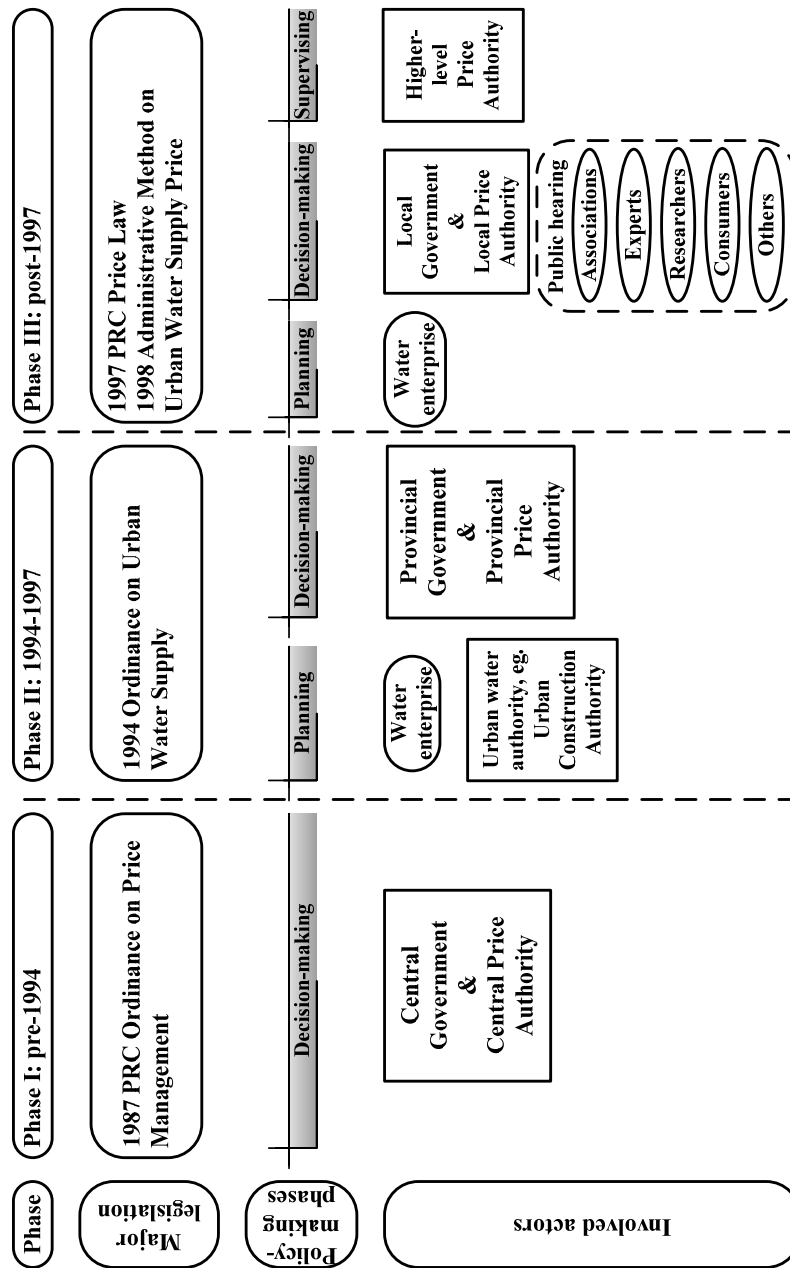 Phase
Phase I: pre-1994
Phase II: 1994-1997
Phase III: post-1997
Major
legislation
1987 PRC Ordinance on Price
Management
1994 Ordinance on Urban
Water Supply
1997 PRC Price Law
1998 Administrative Method on
Urban Water Supply Price
Policy-
making
phases
Decision-making
Planning
Decision-making
Planning
Decision-making
Supervising
Involved actors
Central
Government
&
Central Price
Authority
Water
enterprise
Urban water
authority, eg.
Urban
Construction
Authority
Provincial
Government
&
Provincial
Price
Authority
Water
enterprise
Local
Government
&
Local Price
Authority
Public hearing
Associations
Experts
Researchers
Consumers
Others
Higher-
level
Price
Authority